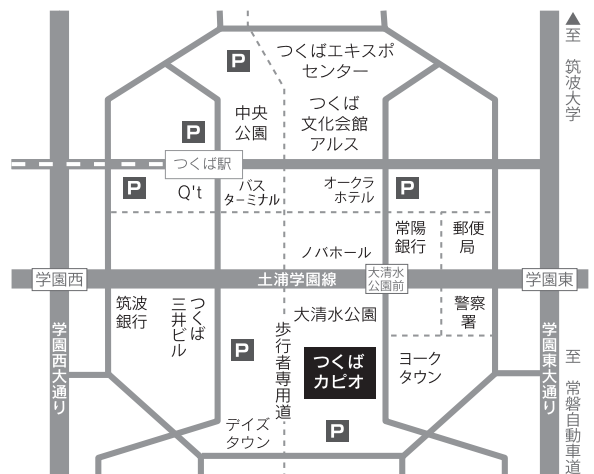 ▲至 筑波大学
P
つくばエキスポ
センター
中央
公園
つくば
文化会館
アルス
P
つくば駅
P
Q't
バス
ターミナル
オークラ
ホテル
P
常陽
銀行
郵便
局
ノバホール
学園西
土浦学園線
大清水
公園前
学園東
筑波
銀行
つくば
三井ビル
大清水公園
警察
署
学園西大通り
歩行者専用道
P
つくば
カピオ
ヨーク
タウン
学園東大通り
至 常磐自動車道
デイズ
タウン
P